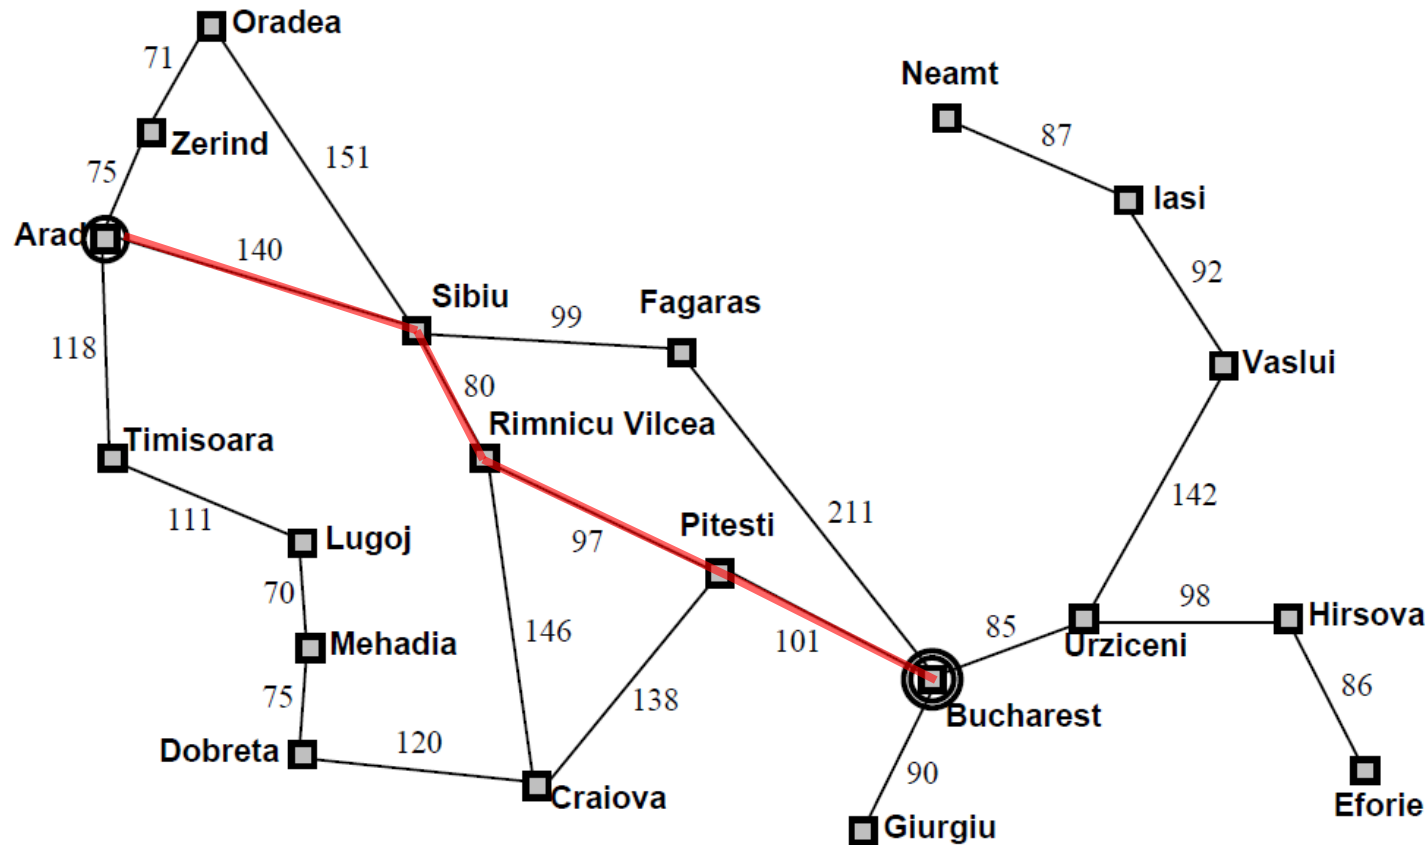 Oradea
71
Neamt
87
Zerind
151
75
Iasi
Arad
140
92
Sibiu
Fagaras
99
118
Vaslui
80
Rimnicu Vilcea
Timisoara
142
211
Pitesti
111
Lugoj
97
70
98
Hirsova
146
85
Mehadia
101
Urziceni
86
75
138
Bucharest
Dobreta
120
90
Craiova
Eforie
Giurgiu